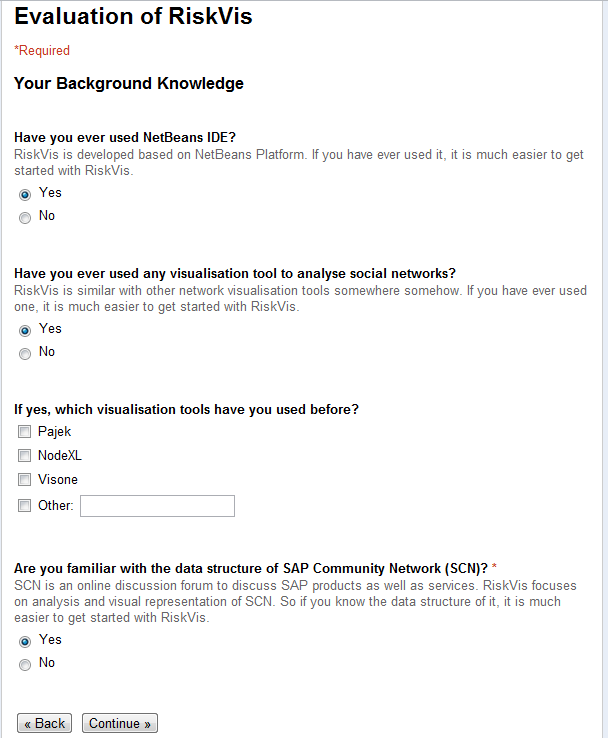 Evaluation of RiskVis
*Required
Your Background Knowledge
Have you ever used NetBeans IDE?
RiskVis is developed based on NetBeans Platform. If you have ever used it, it is much easier to get
started with RiskVis.
Yes
No
Have you ever used any visualisation tool to analyse social networks?
RiskVis is similar with other network visualisation tools somewhere somehow. If you have ever used
one, it is much easier to get started with RiskVis.
Yes
No
If yes, which visualisation tools have you used before?
Pajek
NodeXL
Visone
Other:
Are you familiar with the data structure of SAP Community Network (SCN)? *
SCN is an online discussion forum to discuss SAP products as well as services. RiskVis focuses
on analysis and visual representation of SCN. So if you know the data structure of it, it is much
easier to get started with RiskVis.
Yes
No
« Back Continue »